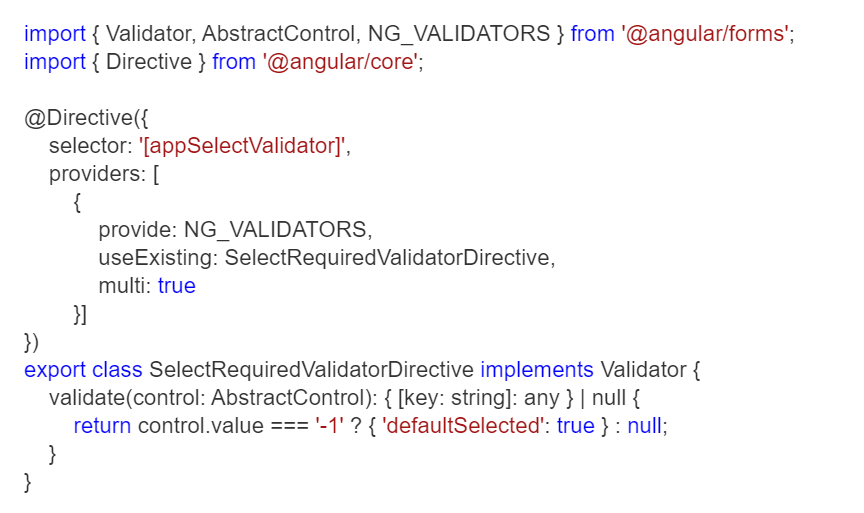 import { Validator, AbstractControl, NG_VALIDATORS } from '@angular/forms';
import { Directive } from '@angular/core';

@Directive({
    selector: '[appSelectValidator]',
    providers: [
        {
            provide: NG_VALIDATORS,
            useExisting: SelectRequiredValidatorDirective,
            multi: true
        }]
})
export class SelectRequiredValidatorDirective implements Validator {
    validate(control: AbstractControl): { [key: string]: any } | null {
        return control.value === '-1' ? { 'defaultSelected': true } : null;
    }
}